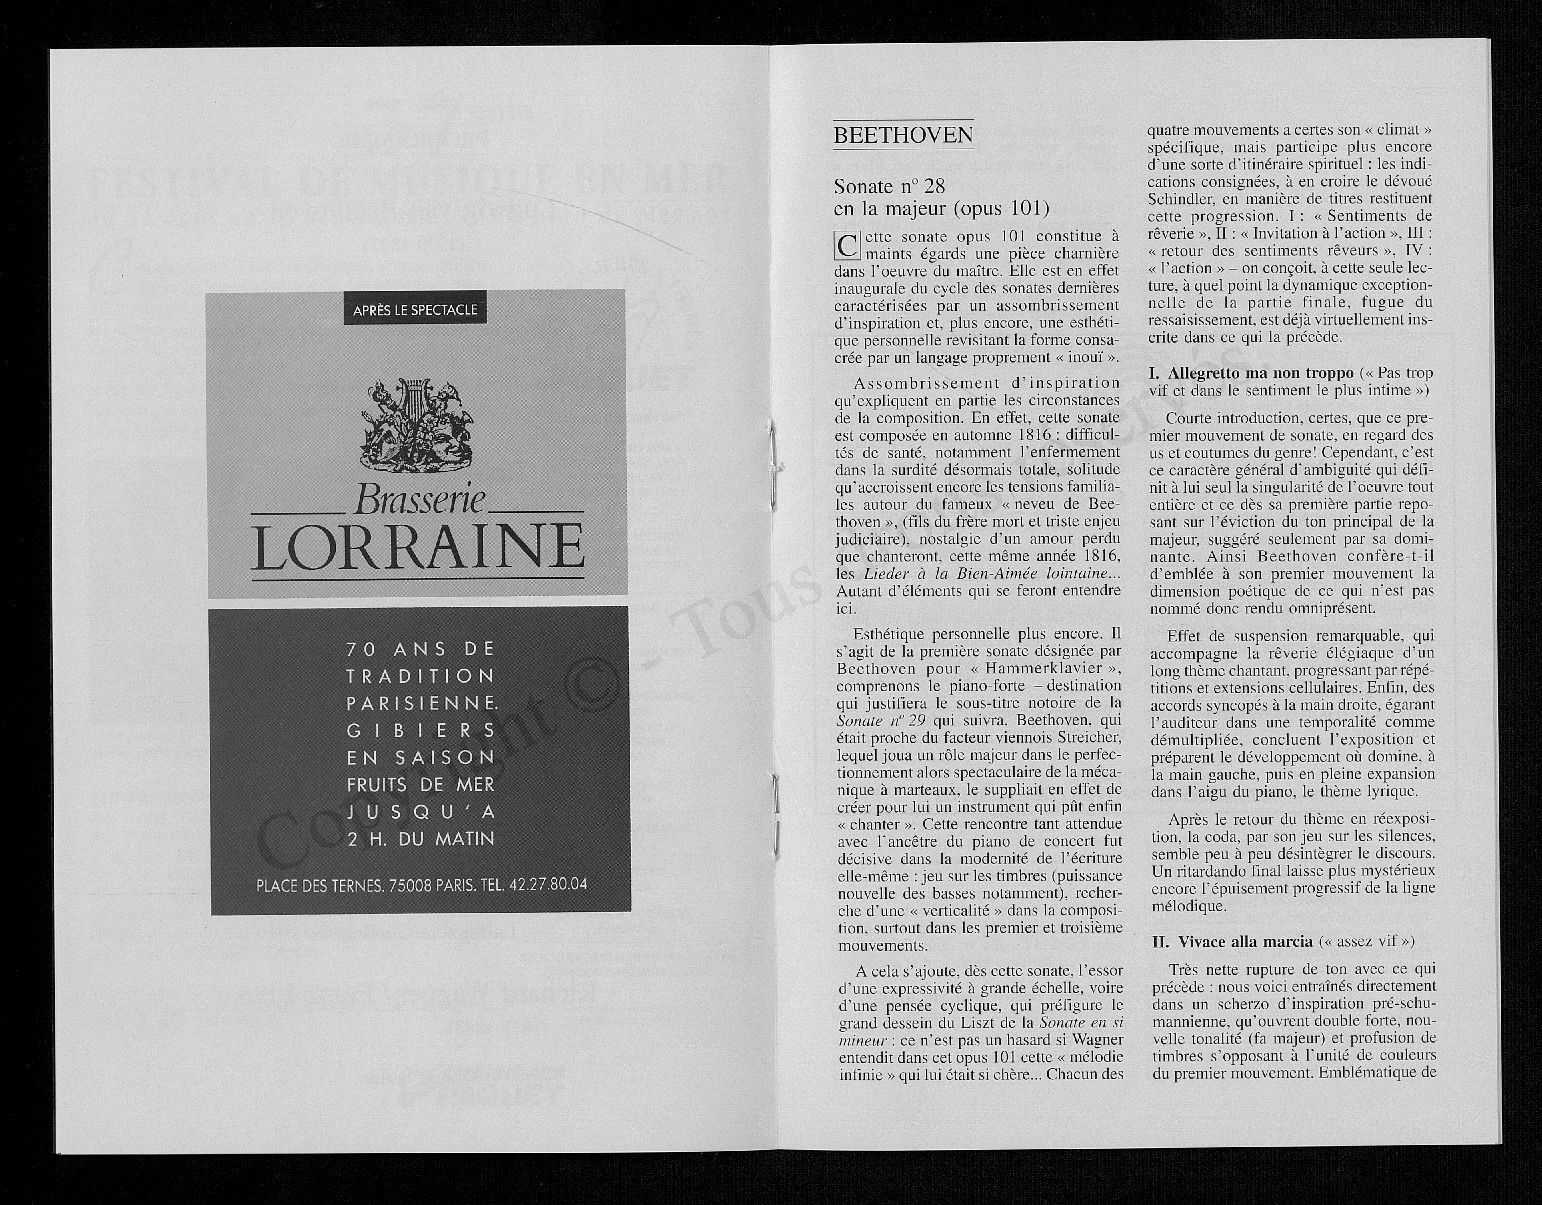 APRÈS LE SPECTACLE
Brasserie
LORRAINE
70 ANS DE
TRADITION
PARISIENNE.
GIBIERS
EN SAISON
FRUITS DE MER
JUSQU'A
2 H. DU MATIN
PLACE DES TERNES. 75008 PARIS. TEL. 42.27.80.04
Copyright © - Tous droits réservés
BEETHOVEN
Sonate n° 28
en la majeur (opus 101)
Cette sonate opus 101 constitue à
maints égards une pièce charnière
dans l'oeuvre du maître. Elle est en effet
inaugurale du cycle des sonates dernières
caractérisées par un assombrissement
d'inspiration et, plus encore, une esthéti-
que personnelle revisitant la forme consa-
crée par un langage proprement « inouï ».
Assombrissement d'inspiration
qu'expliquent en partie les circonstances
de la composition. En effet, cette sonate
est composée en automne 1816 : difficul-
tés de santé, notamment l'enfermement
dans la surdité désormais totale, solitude
qu'accroissent encore les tensions familia-
les autour du fameux « neveu de Bee-
thoven », (fils du frère mort et triste enjeu
judiciaire), nostalgie d'un amour perdu
que chanteront, cette même année 1816,
les Lieder à la Bien-Aimée lointaine...
Autant d'éléments qui se feront entendre
ici.
Esthétique personnelle plus encore. Il
s'agit de la première sonate désignée par
Beethoven pour « Hammerklavier »,
comprenons le piano-forte – destination
qui justifiera le sous-titre notoire de la
Sonate n° 29 qui suivra. Beethoven, qui
était proche du facteur viennois Streicher,
lequel joua un rôle majeur dans le perfec-
tionnement alors spectaculaire de la méca-
nique à marteaux, le suppliait en effet de
créer pour lui un instrument qui pût enfin
« chanter ». Cette rencontre tant attendue
avec l'ancêtre du piano de concert fut
décisive dans la modernité de l'écriture
elle-même : jeu sur les timbres (puissance
nouvelle des basses notamment), recher-
che d'une « verticalité » dans la composi-
tion, surtout dans les premier et troisième
mouvements.
A cela s'ajoute, dès cette sonate, l'essor
d'une expressivité à grande échelle, voire
d'une pensée cyclique, qui préfigure le
grand dessein du Liszt de la Sonate en si
mineur : ce n'est pas un hasard si Wagner
entendit dans cet opus 101 cette « mélodie
infinie » qui lui était si chère... Chacun des
quatre mouvements a certes son « climat »
spécifique, mais participe plus encore
d'une sorte d'itinéraire spirituel : les indi-
cations consignées, à en croire le dévoué
Schindler, en manière de titres restituent
cette progression. I : « Sentiments de
rêverie », II : « Invitation à l'action », III :
« retour des sentiments rêveurs », IV :
« l'action » – on conçoit, à cette seule lec-
ture, à quel point la dynamique exception-
nelle de la partie finale, fugue du
ressaisissement, est déjà virtuellement ins-
crite dans ce qui la précède.
I. Allegretto ma non troppo (« Pas trop
vif et dans le sentiment le plus intime »)
Courte introduction, certes, que ce pre-
mier mouvement de sonate, en regard des
us et coutumes du genre! Cependant, c'est
ce caractère général d'ambiguité qui défi-
nit à lui seul la singularité de l'oeuvre tout
entière et ce dès sa première partie repo-
sant sur l'éviction du ton principal de la
majeur, suggéré seulement par sa domi-
nante. Ainsi Beethoven confère-t-il
d'emblée à son premier mouvement la
dimension poétique de ce qui n'est pas
nommé donc rendu omniprésent.
Effet de suspension remarquable, qui
accompagne la rêverie élégiaque d'un
long thème chantant, progressant par répé-
titions et extensions cellulaires. Enfin, des
accords syncopés à la main droite, égarant
l'auditeur dans une temporalité comme
démultipliée, concluent l'exposition et
préparent le développement où domine, à
la main gauche, puis en pleine expansion
dans l'aigu du piano, le thème lyrique.
Après le retour du thème en réexposi-
tion, la coda, par son jeu sur les silences,
semble peu à peu désintègrer le discours.
Un ritardando final laisse plus mystérieux
encore l'épuisement progressif de la ligne
mélodique.
II. Vivace alla marcia (« assez vif »)
Très nette rupture de ton avec ce qui
précède : nous voici entraînés directement
dans un scherzo d'inspiration pré-schu-
mannienne, qu'ouvrent double forte, nou-
velle tonalité (fa majeur) et profusion de
timbres s'opposant à l'unité de couleurs
du premier mouvement. Emblématique de